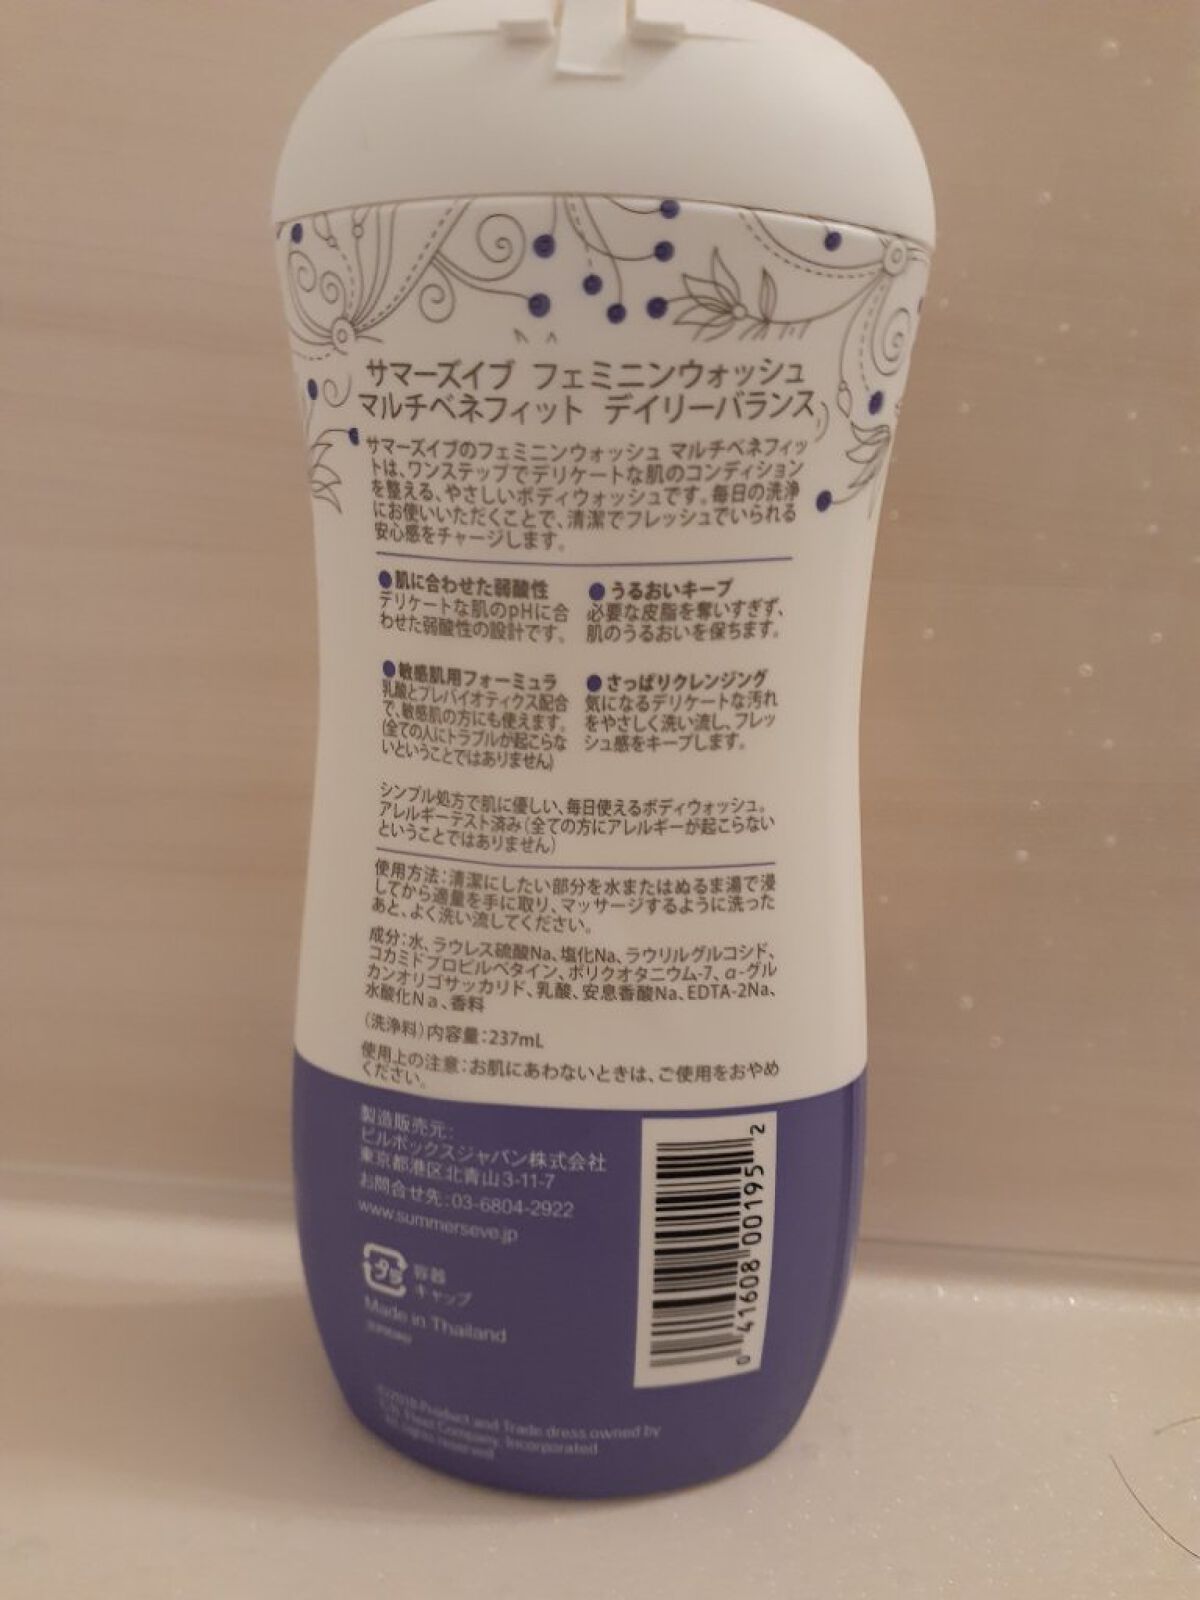 サマーズイブ フェミニンウォッシュ
マルチベネフィット デイリーバランス
サマーズイブのフェミニンウォッシュ マルチベネフィッ
トは、ワンステップでデリケートな肌のコンディション
を整える、やさしいボディウォッシュです。毎日の洗浄
にお使いいただくことで、清潔でフレッシュでいられる
安心感をチャージします。
●肌に合わせた弱酸性
デリケートな肌のpHに合
わせた弱酸性の設計です。
●うるおいキープ
必要な皮脂を奪いすぎず、
肌のうるおいを保ちます。
●敏感肌用フォーミュラ
乳酸とプレバイオティクス配合
で、敏感肌の方にも使えます。
(全ての人にトラブルが起こらな
いということではありません)
●さっぱりクレンジング
気になるデリケートな汚れ
をやさしく洗い流し、フレッ
シュ感をキープします。
シンプル処方で肌に優しい、毎日使えるボディウォッシュ。
アレルギーテスト済み(全ての方にアレルギーが起こらない
ということではありません)
使用方法:清潔にしたい部分を水またはぬるま湯で浸
してから適量を手に取り、マッサージするように洗った
あと、よく洗い流してください。
成分:水、ラウレス硫酸Na、塩化Na、ラウリルグルコシド、
コカミドプロピルベタイン、ポリクオタニウム-7、α-グル
カンオリゴサッカリド、乳酸、安息香酸Na、EDTA-2Na、
水酸化Na、香料
(洗浄料)内容量:237mL
使用上の注意:お肌にあわないときは、ご使用をおやめ
ください。
製造販売元:
ピルボックスジャパン株式会社
東京都港区北青山3-11-7
お問合せ先:03-6804-2922
www.summerseve.jp
プラ
容器
キャップ
Made in Thailand
©2018 Product and Trade dress owned by
C.B. Fleet Company, Incorporated
All rights reserved
0 41608 00195 2